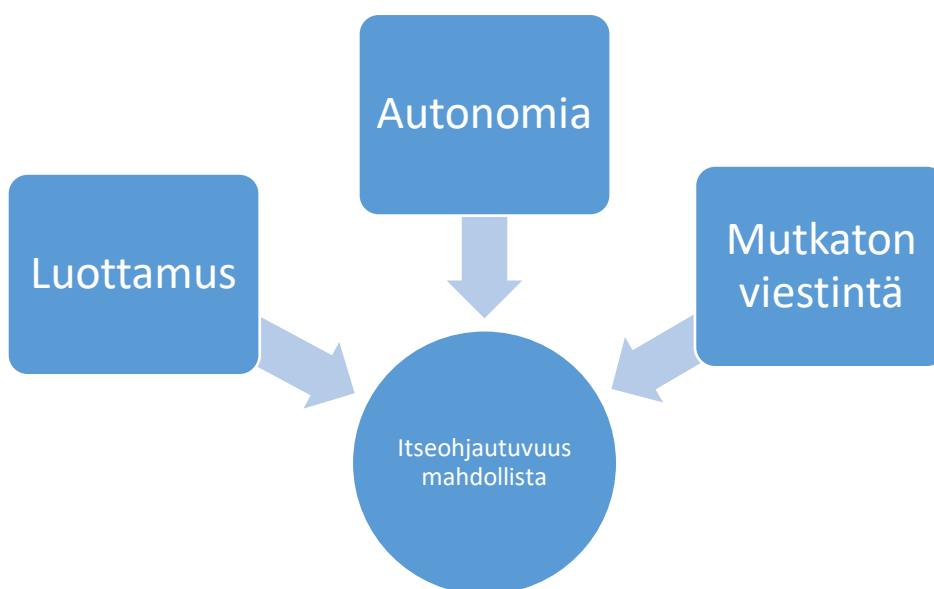 Autonomia
Luottamus
Mutkaton
viestintä
Itseohjautuvuus
mahdollista